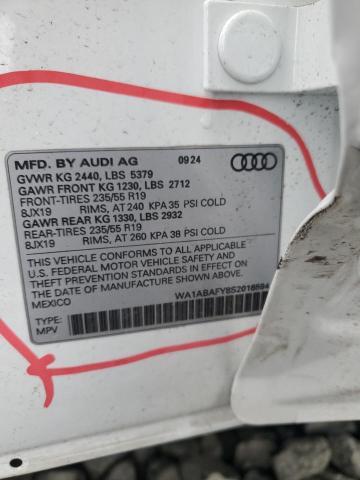 MFD. BY AUDI AG 09 24
GVWR KG 2440, LBS 5379
GAWR FRONT KG 1230, LBS 2712
FRONT-TIRES 235/55 R19
8JX19 RIMS, AT 240 KPA 35 PSI COLD
GAWR REAR KG 1330, LBS 2932
REAR-TIRES 235/55 R19
8JX19 RIMS, AT 260 KPA 38 PSI COLD
THIS VEHICLE CONFORMS TO ALL APPLICABLE
U.S. FEDERAL MOTOR VEHICLE SAFETY AND
THEFT PREVENTION STANDARDS IN EFFECT ON
THE DATE OF MANUFACTURE SHOWN ABOVE
MEXICO
TYPE:
MPV